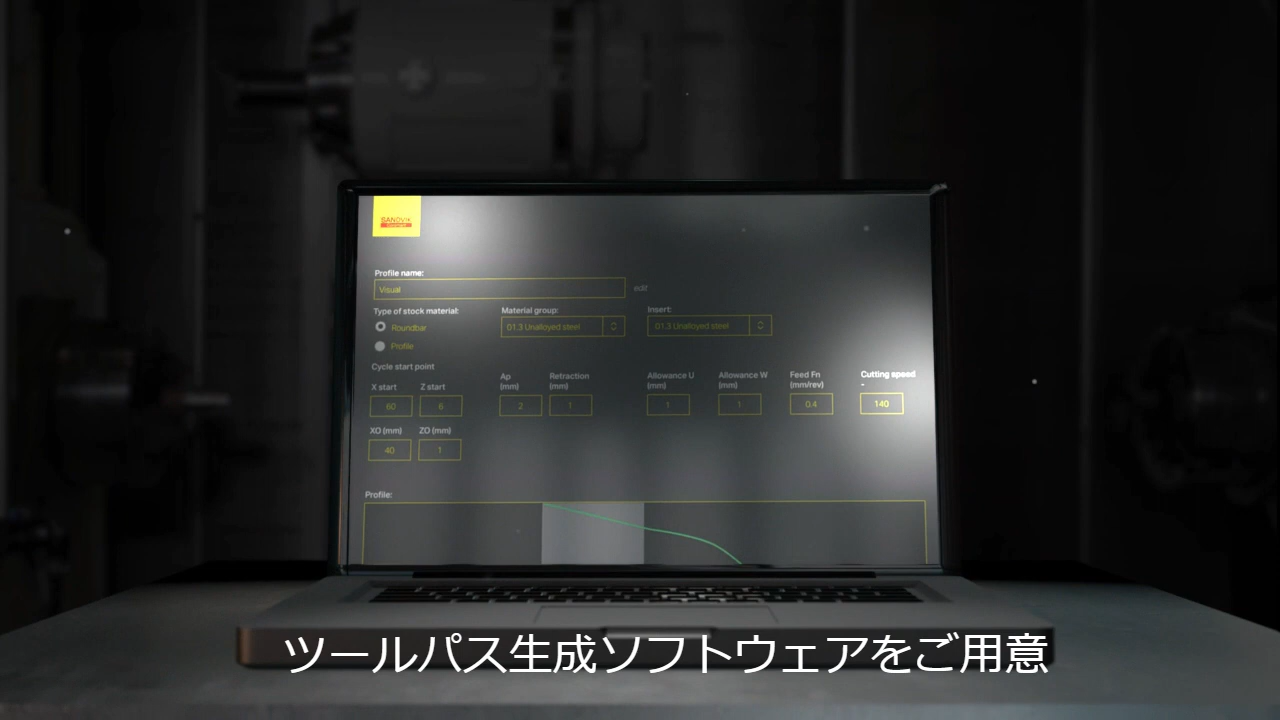 SANDVIK
Coromant
Profile name:
Visual
edit
Type of stock material:
Material group:
Insert:
Roundbar
01.3 Unalloyed steel
01.3 Unalloyed steel
Profile
Cycle start point
X start
Z start
Ap
(mm)
Retraction
(mm)
Allowance U
(mm)
Allowance W
(mm)
Feed Fn
(mm/rev)
Cutting speed
-
60
6
2
1
1
1
0.4
140
XO (mm)
ZO (mm)
40
.1
Profile:
ツールパス生成ソフトウェアをご用意